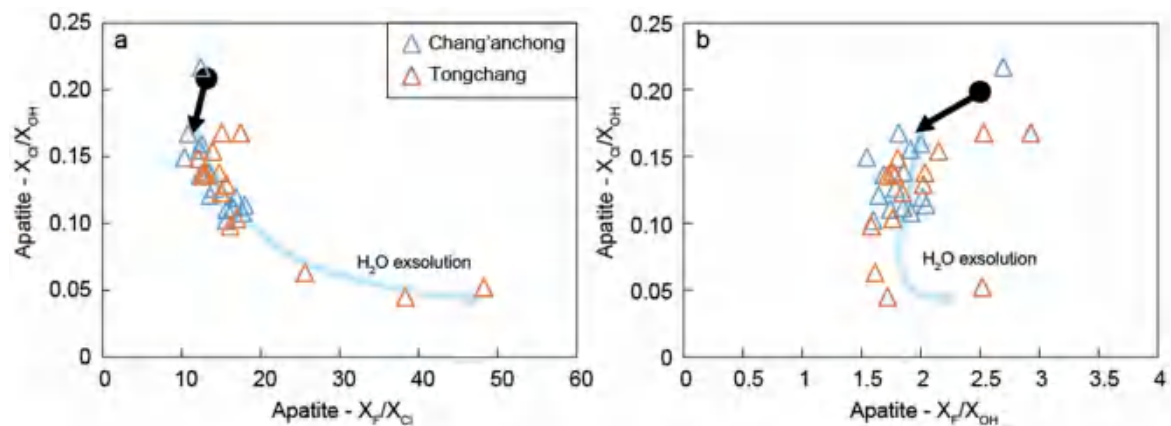 a
Chang'anchong
Tongchang
H₂O exsolution
0.25
0.20
0.15
0.10
0.05
0
0
10
20
30
40
50
60
Apatite - X_Cl/X_OH
Apatite - X_F/X_Cl
b
H₂O exsolution
0.25
0.20
0.15
0.10
0.05
0
0
0.5
1
1.5
2
2.5
3
3.5
4
Apatite - X_Cl/X_OH
Apatite - X_F/X_OH